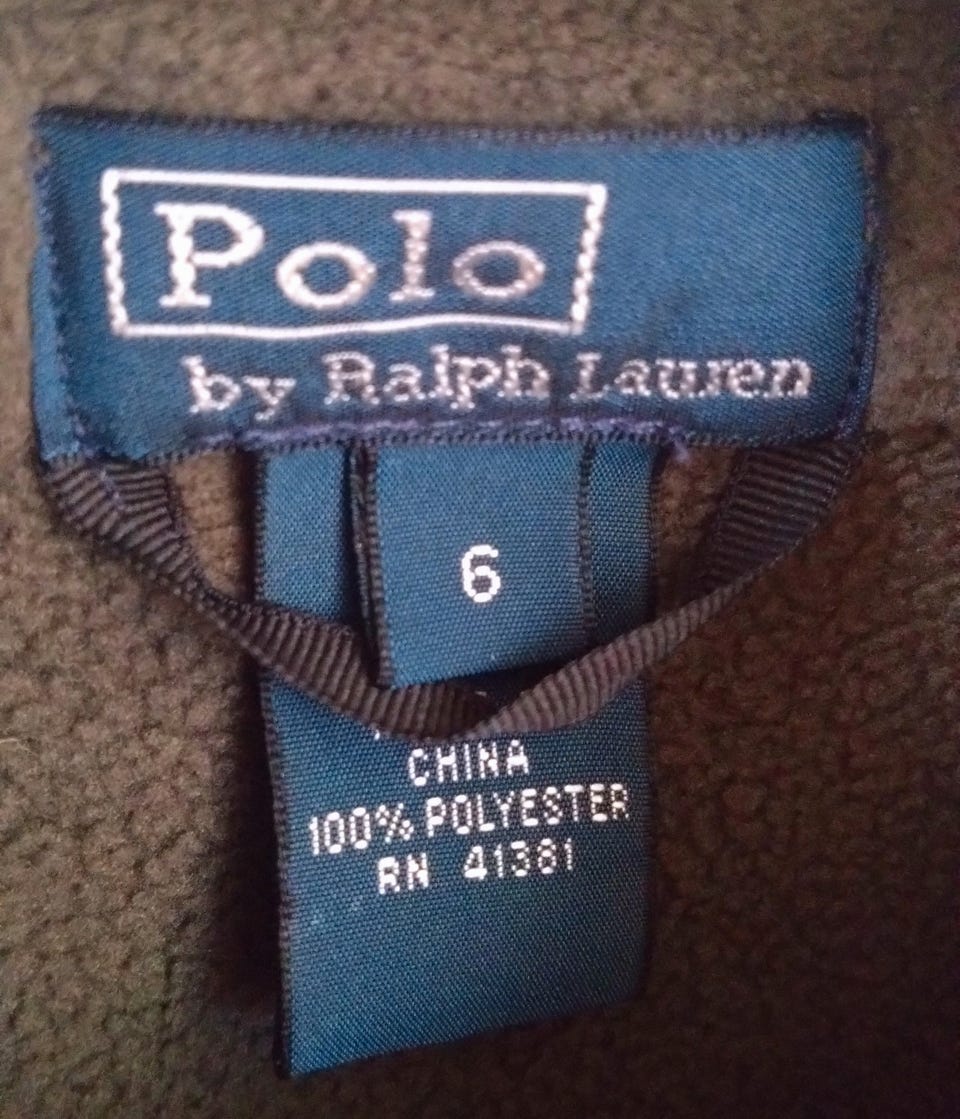 Polo
by Ralph Lauren
6
CHINA
100% POLYESTER
RN 41381